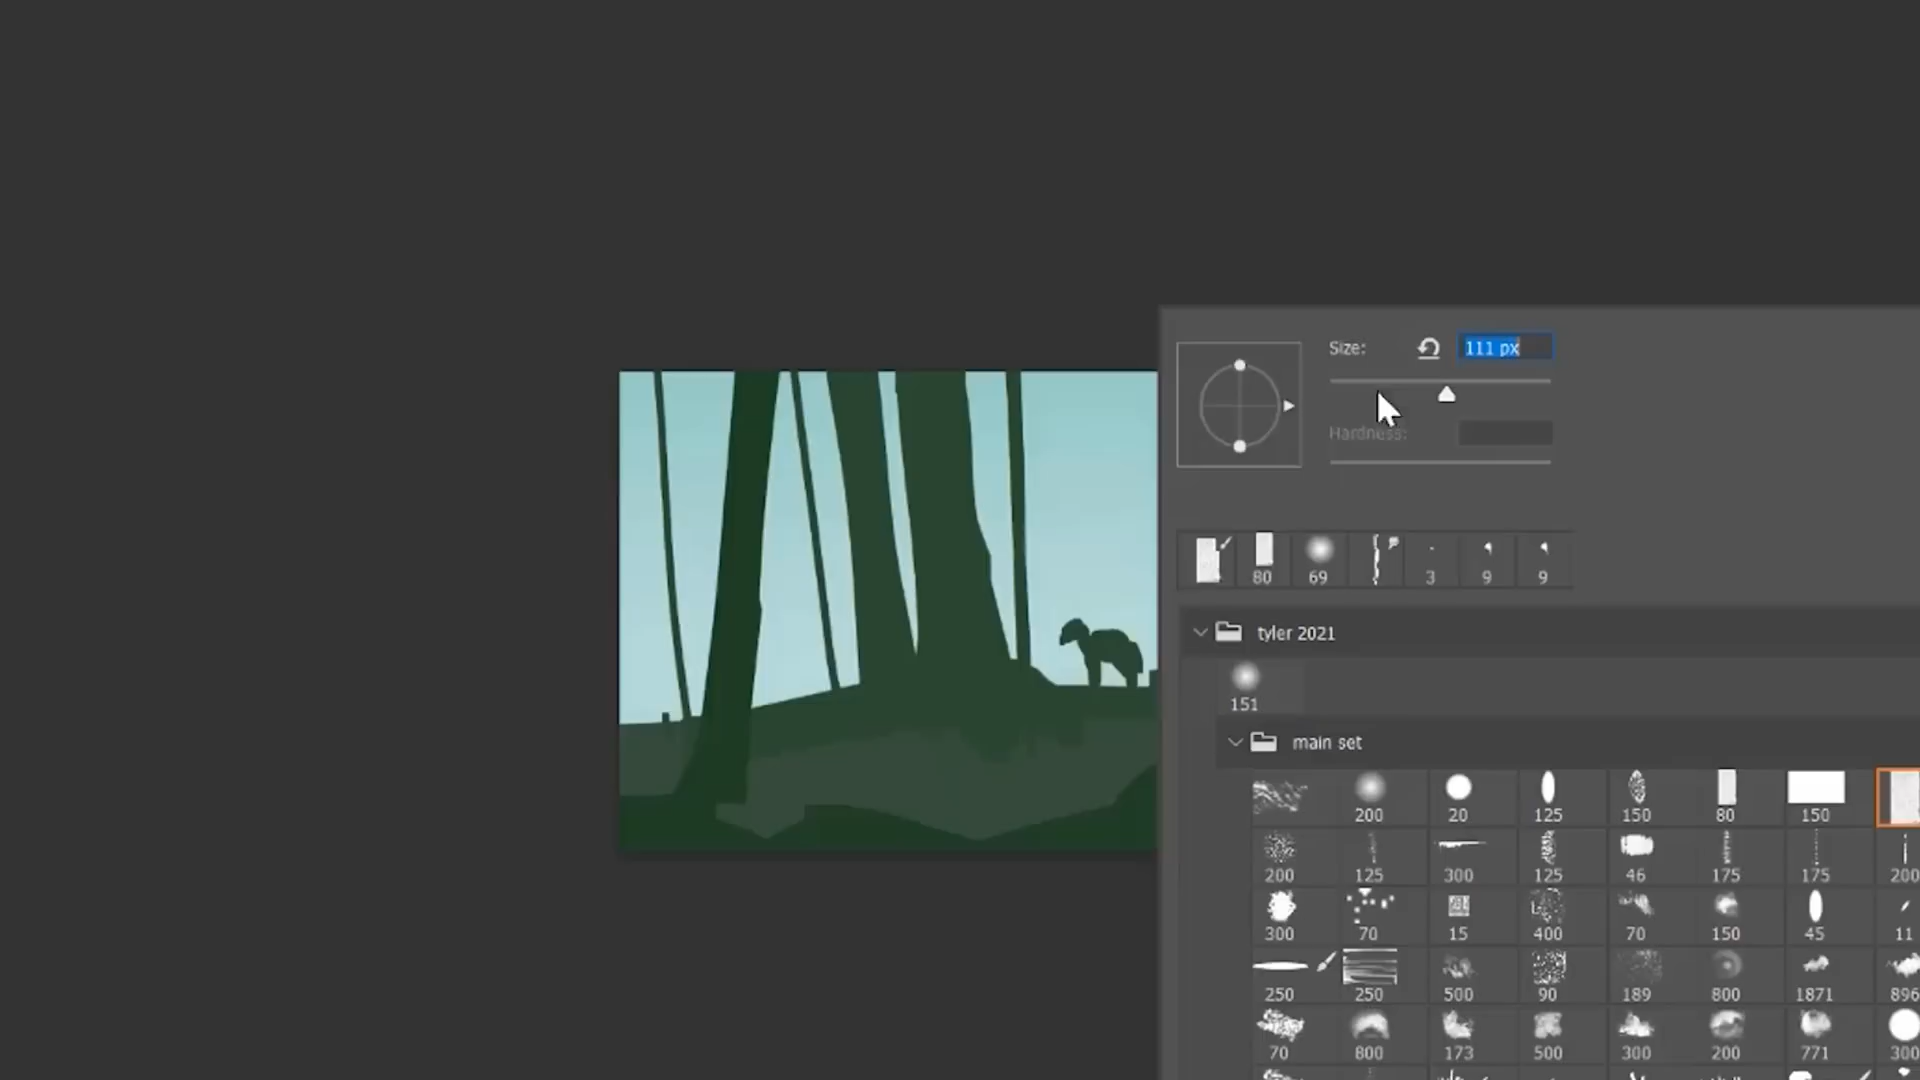 Size: 111 px
Hardness:
80 69 3 9 9
tyler 2021
151
main set
200 20 125 150 80 150
200 125 300 125 46 175 175 200
300 70 15 400 70 150 45 11
250 250 500 90 189 800 1871 896
70 800 173 500 300 200 771 300